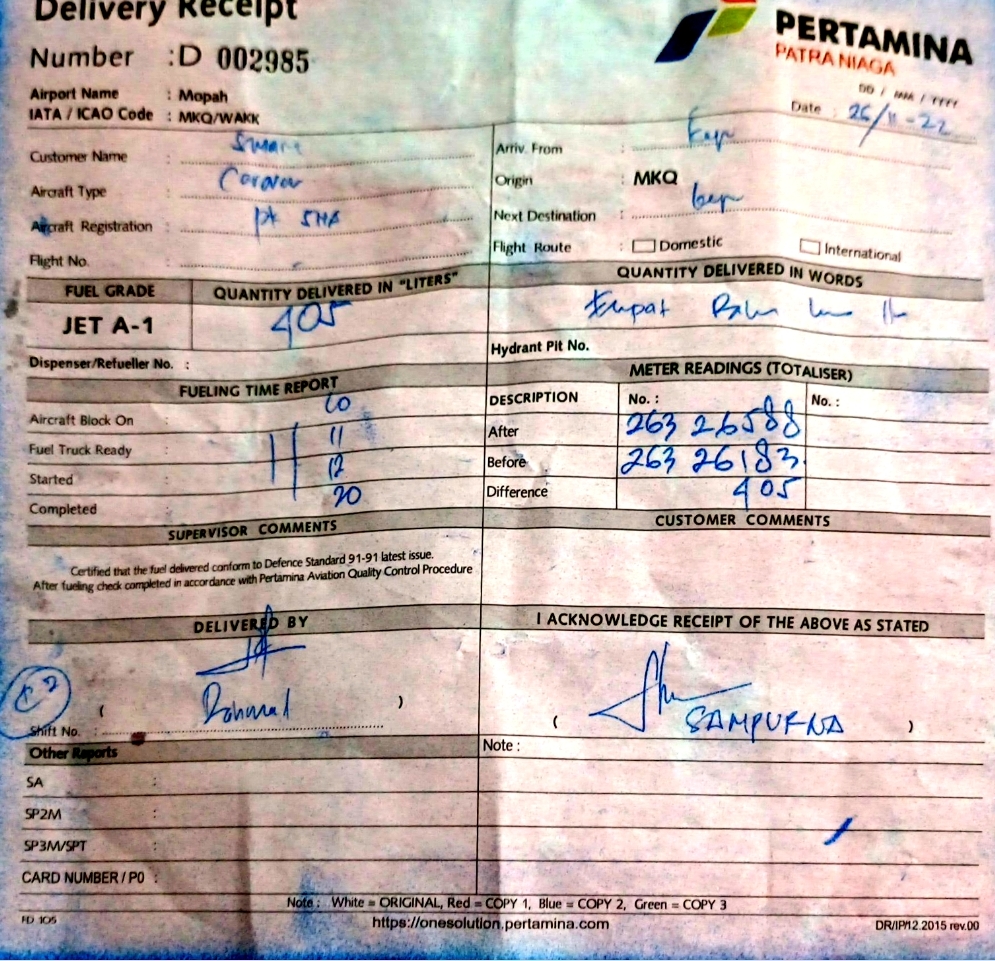 Delivery Receipt
PERTAMINA
PATRA NIAGA
Number : D 002985
DD / MM / YYYY
Date : 26/11-22
Airport Name : Mopah
IATA / ICAO Code : MKQ/WAKK
Customer Name : Smart
Arriv. From :
Aircraft Type :
Origin : MKQ
Aircraft Registration : pk SNA
Next Destination :
Flight No. :
Flight Route : Domestic International
FUEL GRADE
QUANTITY DELIVERED IN "LITERS"
QUANTITY DELIVERED IN WORDS
JET A-1
405
Empat
Dispenser/Refueller No. :
Hydrant Pit No.
FUELING TIME REPORT
METER READINGS (TOTALISER)
DESCRIPTION No. : No. :
Aircraft Block On : 10
After 263 26588
Fuel Truck Ready : 11
Before 263 26183
Started : 12
Difference 405
Completed : 20
SUPERVISOR COMMENTS
CUSTOMER COMMENTS
Certified that the fuel delivered conform to Defence Standard 91-91 latest issue.
After fueling check completed in accordance with Pertamina Aviation Quality Control Procedure
DELIVERED BY
I ACKNOWLEDGE RECEIPT OF THE ABOVE AS STATED
( Rahmat )
( SAMPURNA )
Shift No. :
Other Reports
Note :
SA :
SP2M :
SP3M/SPT :
CARD NUMBER / PO :
Note : White = ORIGINAL, Red = COPY 1, Blue = COPY 2, Green = COPY 3
FD 105
https://onesolution.pertamina.com
DR/IP/12.2015 rev.00